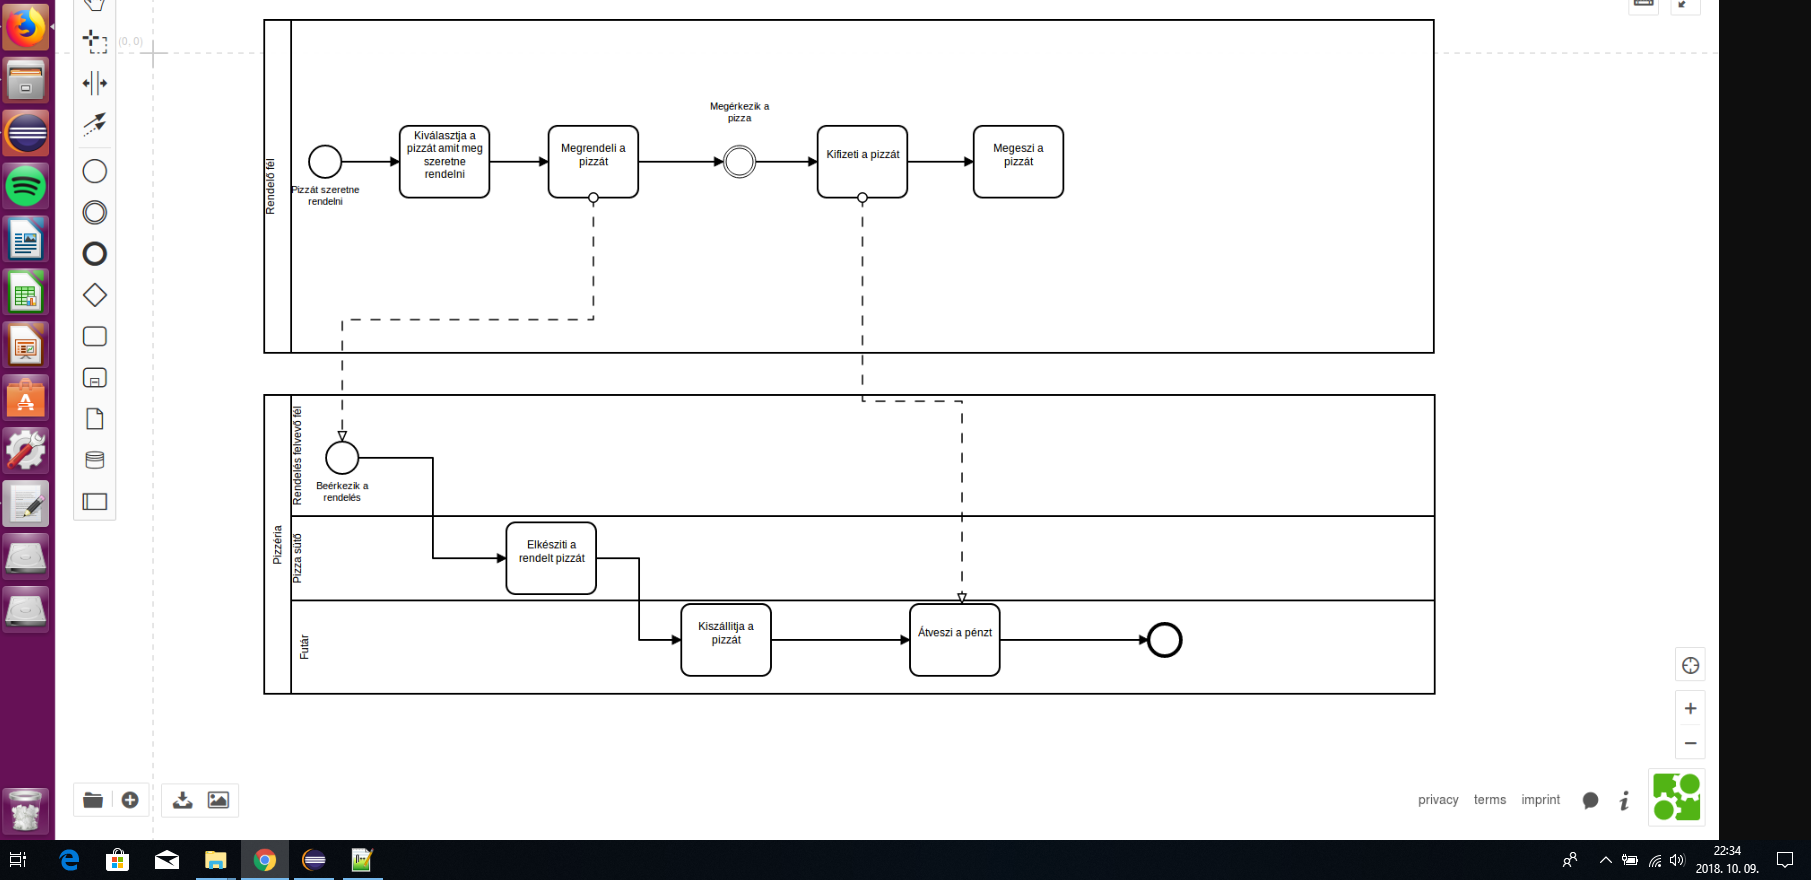 (0, 0)
Rendelő fél
Pizzát szeretne
rendelni
Kiválasztja a
pizzát amit meg
szeretne
rendelni
Megrendeli a
pizzát
Megérkezik a
pizza
Kifizeti a pizzát
Megeszi a
pizzát
Pizzéria
Rendelés felvevő fél
Beérkezik a
rendelés
Pizza sütő
Elkésziti a
rendelt pizzát
Futár
Kiszállitja a
pizzát
Átveszi a pénzt
privacy terms imprint
22:34
2018. 10. 09.